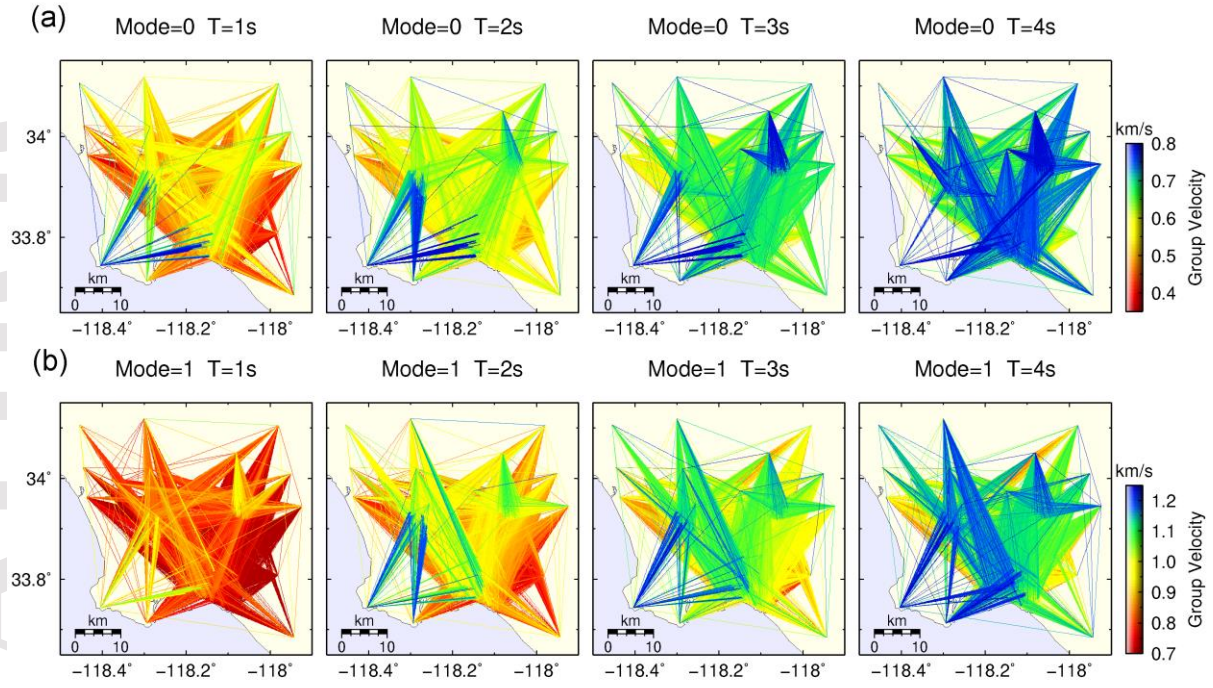 (a)
Mode=0 T=1s
Mode=0 T=2s
Mode=0 T=3s
Mode=0 T=4s
34˚
33.8˚
km
0 10
km
0 10
km
0 10
km
0 10
−118.4˚ −118.2˚ −118˚
−118.4˚ −118.2˚ −118˚
−118.4˚ −118.2˚ −118˚
−118.4˚ −118.2˚ −118˚
km/s
0.8
0.7
0.6
0.5
0.4
Group Velocity
(b)
Mode=1 T=1s
Mode=1 T=2s
Mode=1 T=3s
Mode=1 T=4s
34˚
33.8˚
km
0 10
km
0 10
km
0 10
km
0 10
−118.4˚ −118.2˚ −118˚
−118.4˚ −118.2˚ −118˚
−118.4˚ −118.2˚ −118˚
−118.4˚ −118.2˚ −118˚
km/s
1.2
1.1
1.0
0.9
0.8
0.7
Group Velocity